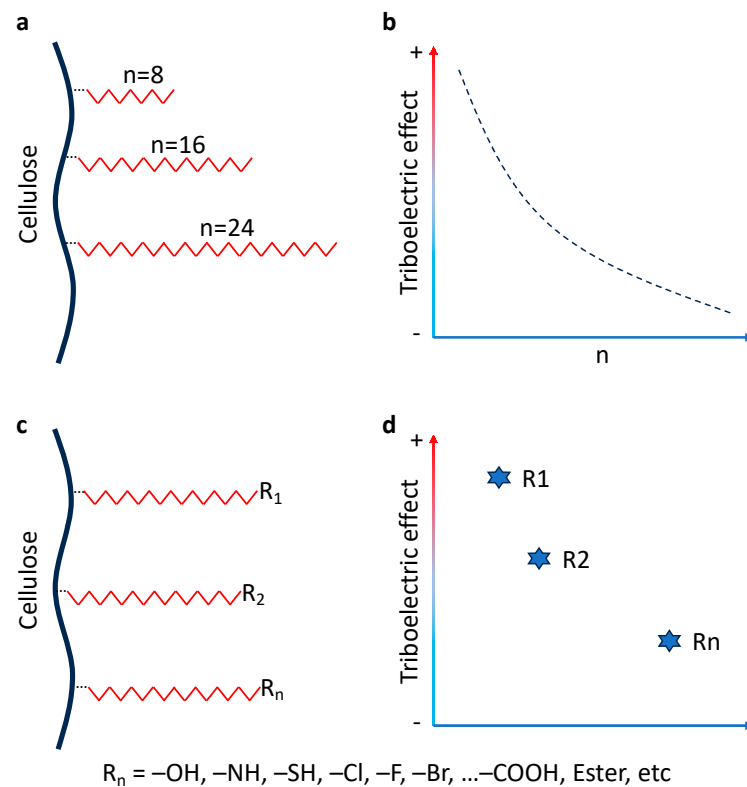 a
n=8
n=16
n=24
Cellulose
b
+
Triboelectric effect
-
n
c
R1
R2
Rn
Cellulose
d
+
Triboelectric effect
-
R1
R2
Rn
Rn = –OH, –NH, –SH, –Cl, –F, –Br, ...–COOH, Ester, etc